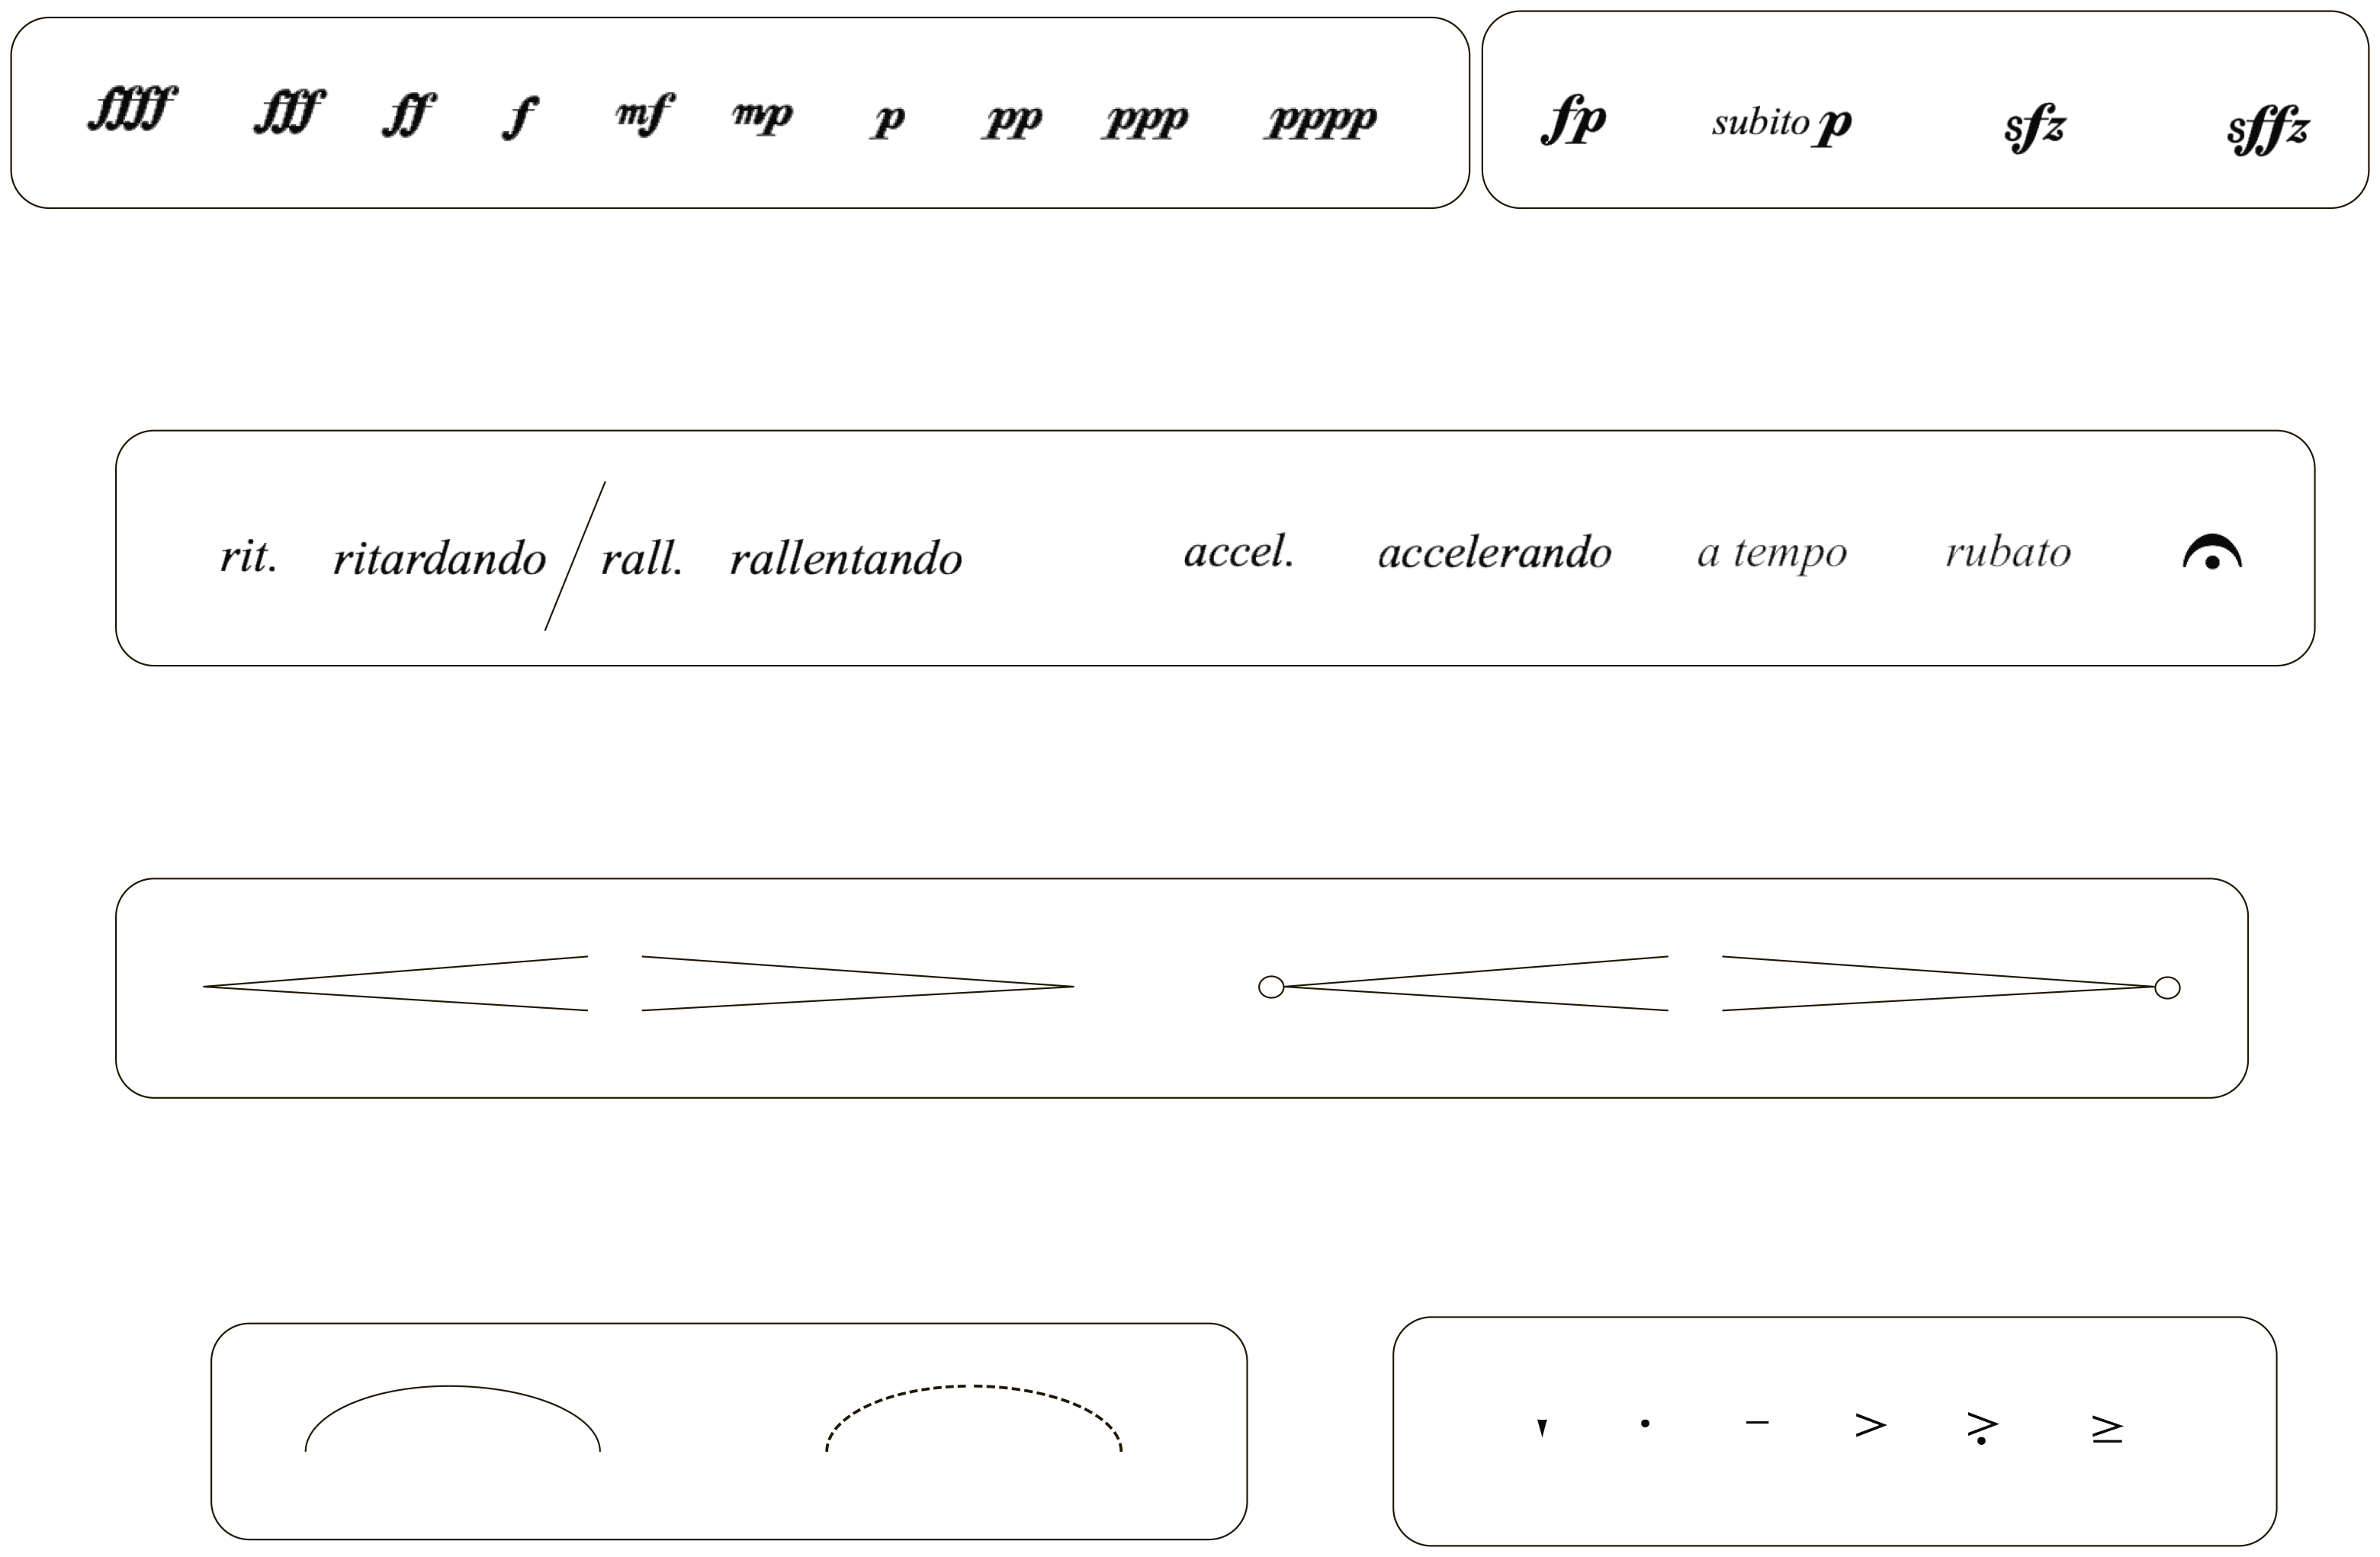 ffff fff ff f mf mp p pp ppp pppp fp subito p sfz sffz
rit. ritardando / rall. rallentando accel. accelerando a tempo rubato